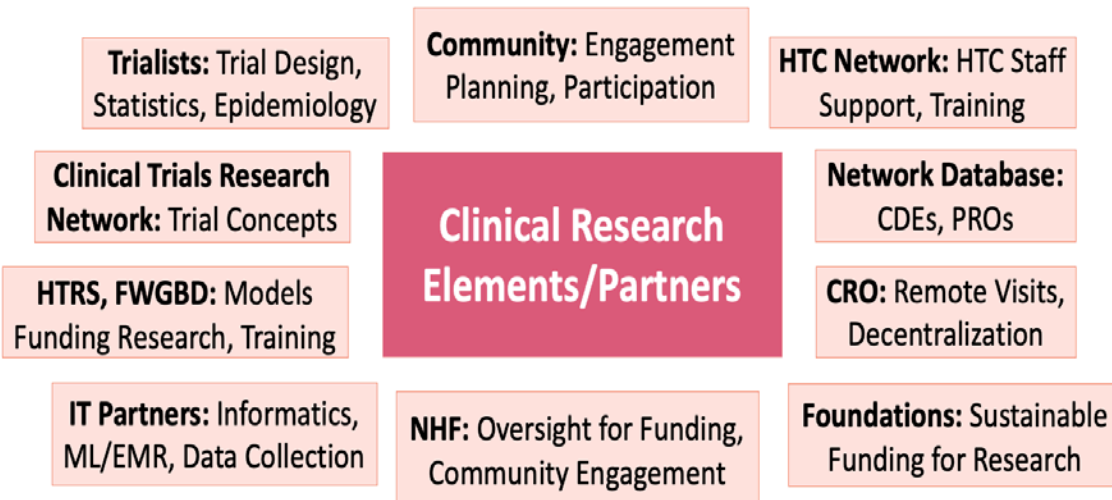 Community: Engagement
Planning, Participation
Trialists: Trial Design,
Statistics, Epidemiology
HTC Network: HTC Staff
Support, Training
Clinical Trials Research
Network: Trial Concepts
Clinical Research
Elements/Partners
Network Database:
CDEs, PROs
HTRS, FWGBD: Models
Funding Research, Training
CRO: Remote Visits,
Decentralization
IT Partners: Informatics,
ML/EMR, Data Collection
NHF: Oversight for Funding,
Community Engagement
Foundations: Sustainable
Funding for Research